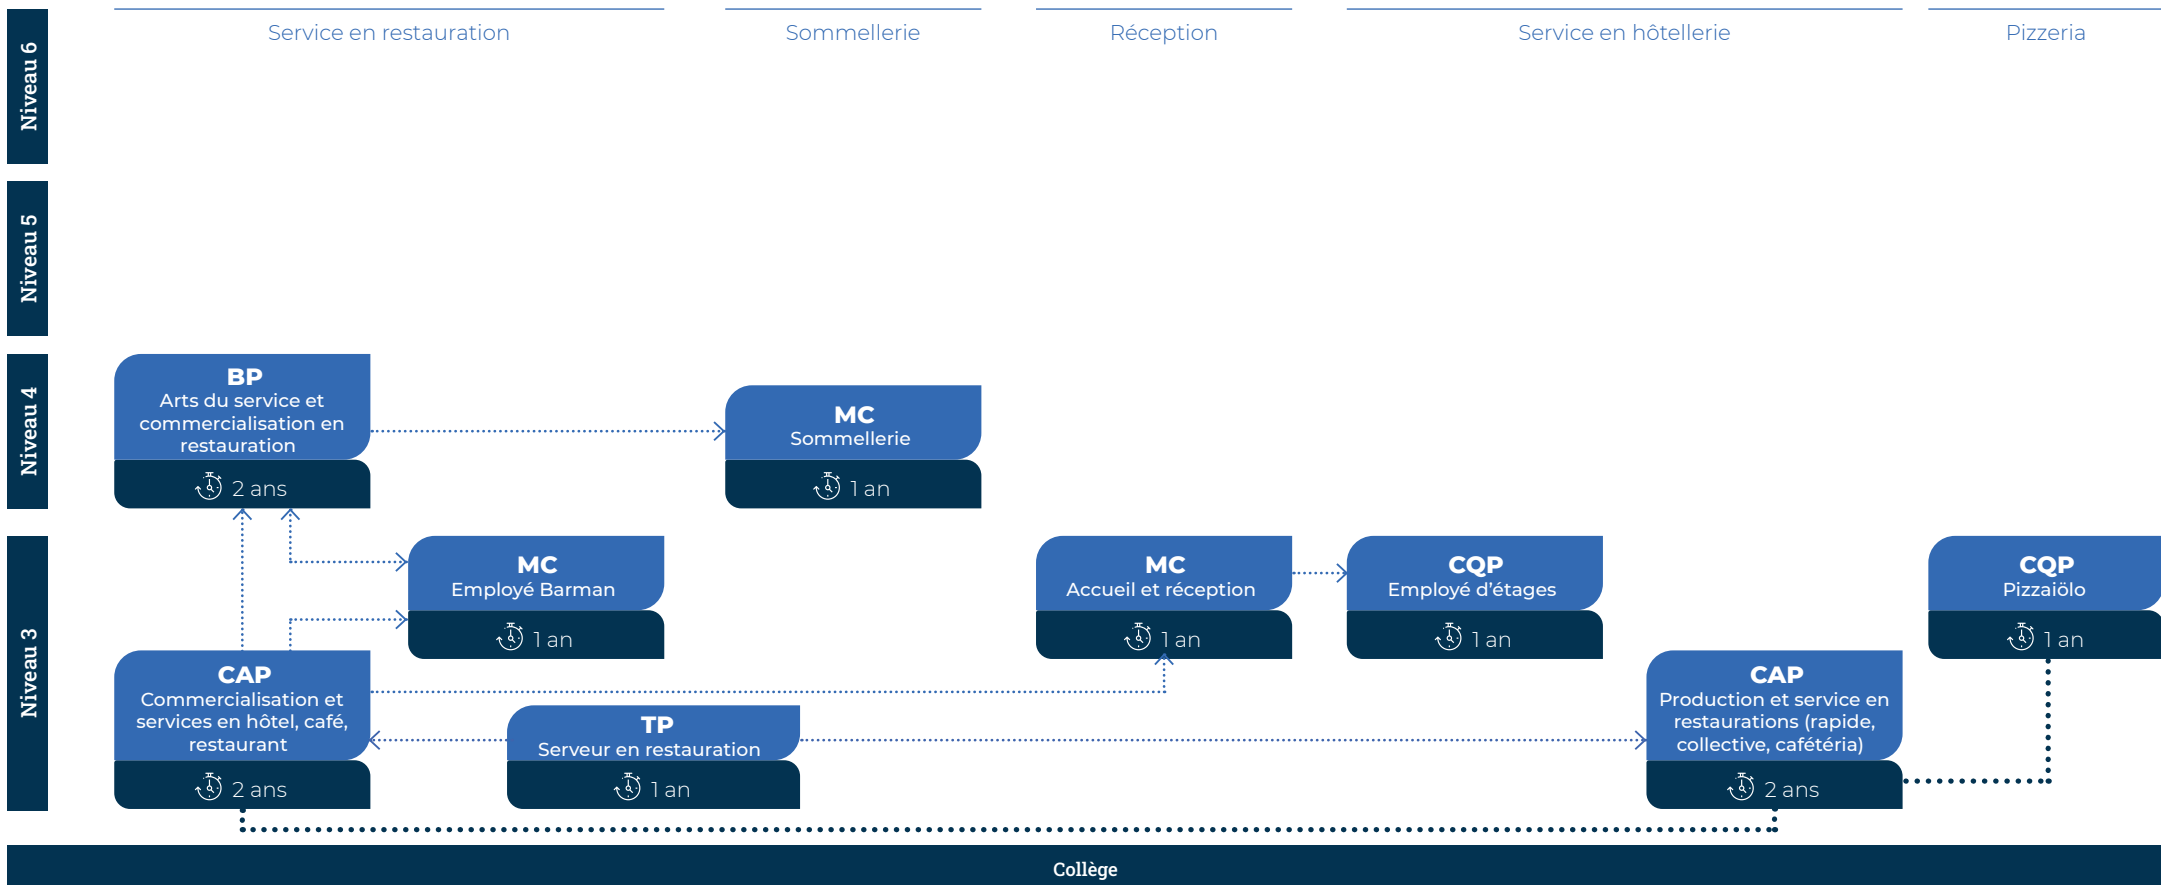 Service en restauration
Sommellerie
Réception
Service en hôtellerie
Pizzeria
Niveau 6
Niveau 5
Niveau 4
BP
Arts du service et
commercialisation en
restauration
2 ans
MC
Sommellerie
1 an
Niveau 3
MC
Employé Barman
1 an
MC
Accueil et réception
1 an
CQP
Employé d'étages
1 an
CQP
Pizzaiölo
1 an
CAP
Commercialisation et
services en hôtel, café,
restaurant
2 ans
TP
Serveur en restauration
1 an
CAP
Production et service en
restaurations (rapide,
collective, cafétéria)
2 ans
Collège